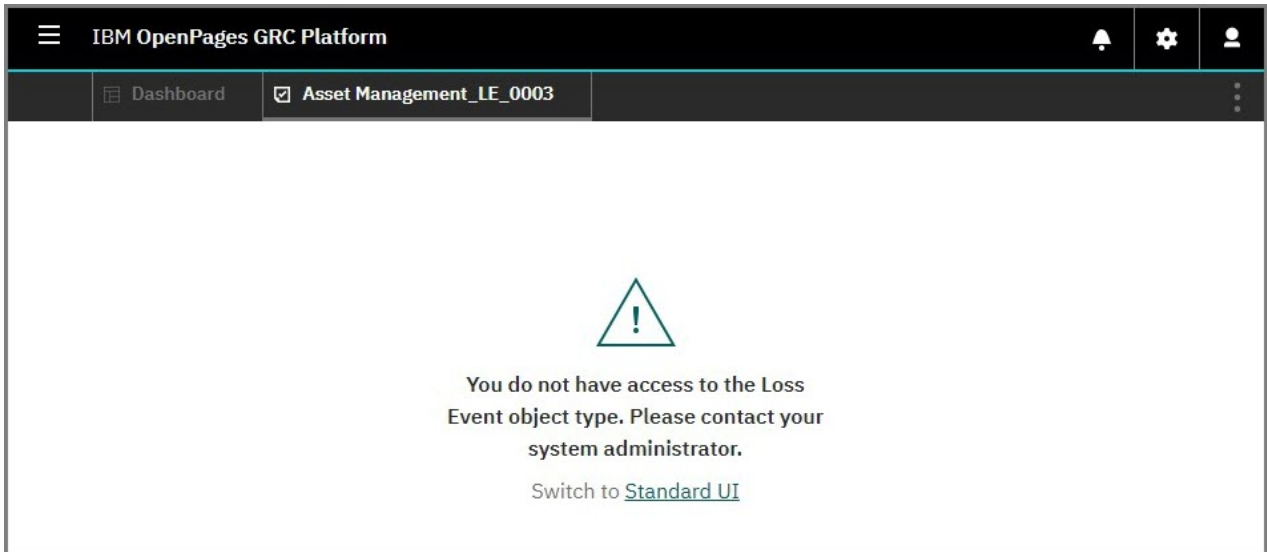 IBM OpenPages GRC Platform
Dashboard
Asset Management_LE_0003
You do not have access to the Loss
Event object type. Please contact your
system administrator.
Switch to Standard UI